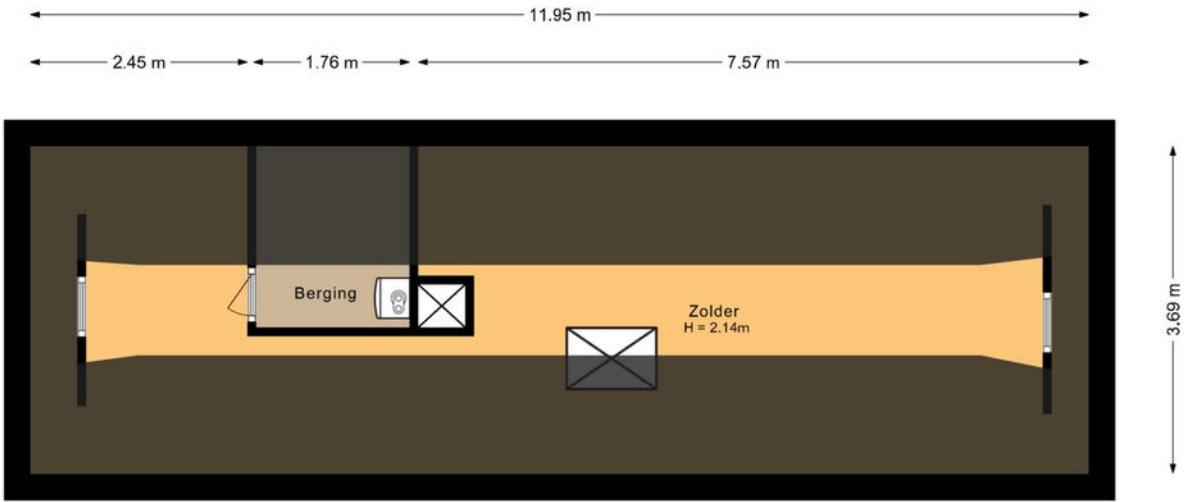 11.95 m
2.45 m
1.76 m
7.57 m
Berging
Zolder
H = 2.14m
3.69 m